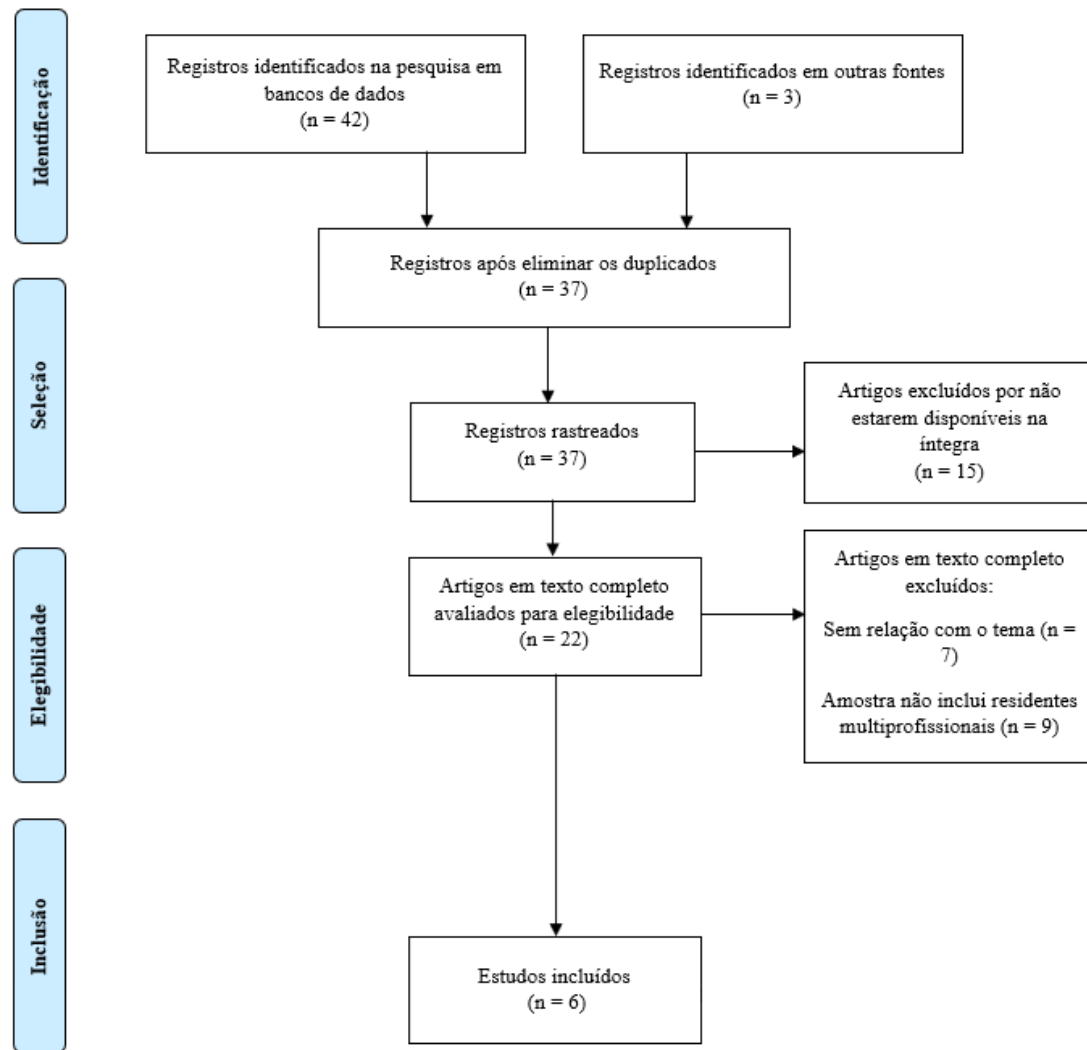 Identificação
Registros identificados na pesquisa em
bancos de dados
(n = 42)
Registros identificados em outras fontes
(n = 3)
Registros após eliminar os duplicados
(n = 37)
Seleção
Registros rastreados
(n = 37)
Artigos excluídos por não
estarem disponíveis na
íntegra
(n = 15)
Elegibilidade
Artigos em texto completo
avaliados para elegibilidade
(n = 22)
Artigos em texto completo
excluídos:
Sem relação com o tema (n =
7)
Amostra não inclui residentes
multiprofissionais (n = 9)
Inclusão
Estudos incluídos
(n = 6)